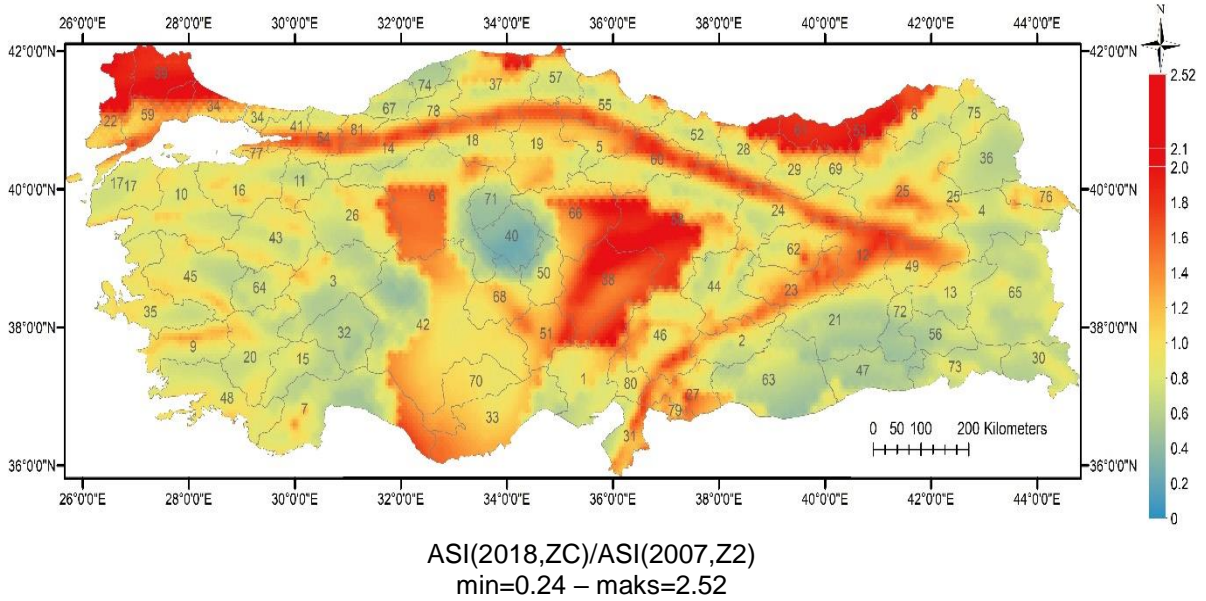 N
26°0'0"E 28°0'0"E 30°0'0"E 32°0'0"E 34°0'0"E 36°0'0"E 38°0'0"E 40°0'0"E 42°0'0"E 44°0'0"E
42°0'0"N 42°0'0"N
39 74 37 57
59 34 67 78 55 8 75
22 34 41 54 81 52 61 53
77 14 18 19 5 60 28 29 69 36
40°0'0"N 40°0'0"N
17 17 10 16 11 26 6 71 66 58 24 25 25 4 76
43 40 62 12 49
45 64 3 50 38 44 23 13 65
35 42 68 72
38°0'0"N 38°0'0"N
9 32 51 46 2 21 56
20 15 70 1 80 63 47 73 30
48 7 33 27 79
31
36°0'0"N 36°0'0"N
0 50 100 200 Kilometers
26°0'0"E 28°0'0"E 30°0'0"E 32°0'0"E 34°0'0"E 36°0'0"E 38°0'0"E 40°0'0"E 42°0'0"E 44°0'0"E
2.52
2.1
2.0
1.8
1.6
1.4
1.2
1.0
0.8
0.6
0.4
0.2
0
ASI(2018,ZC)/ASI(2007,Z2)
min=0.24 – maks=2.52